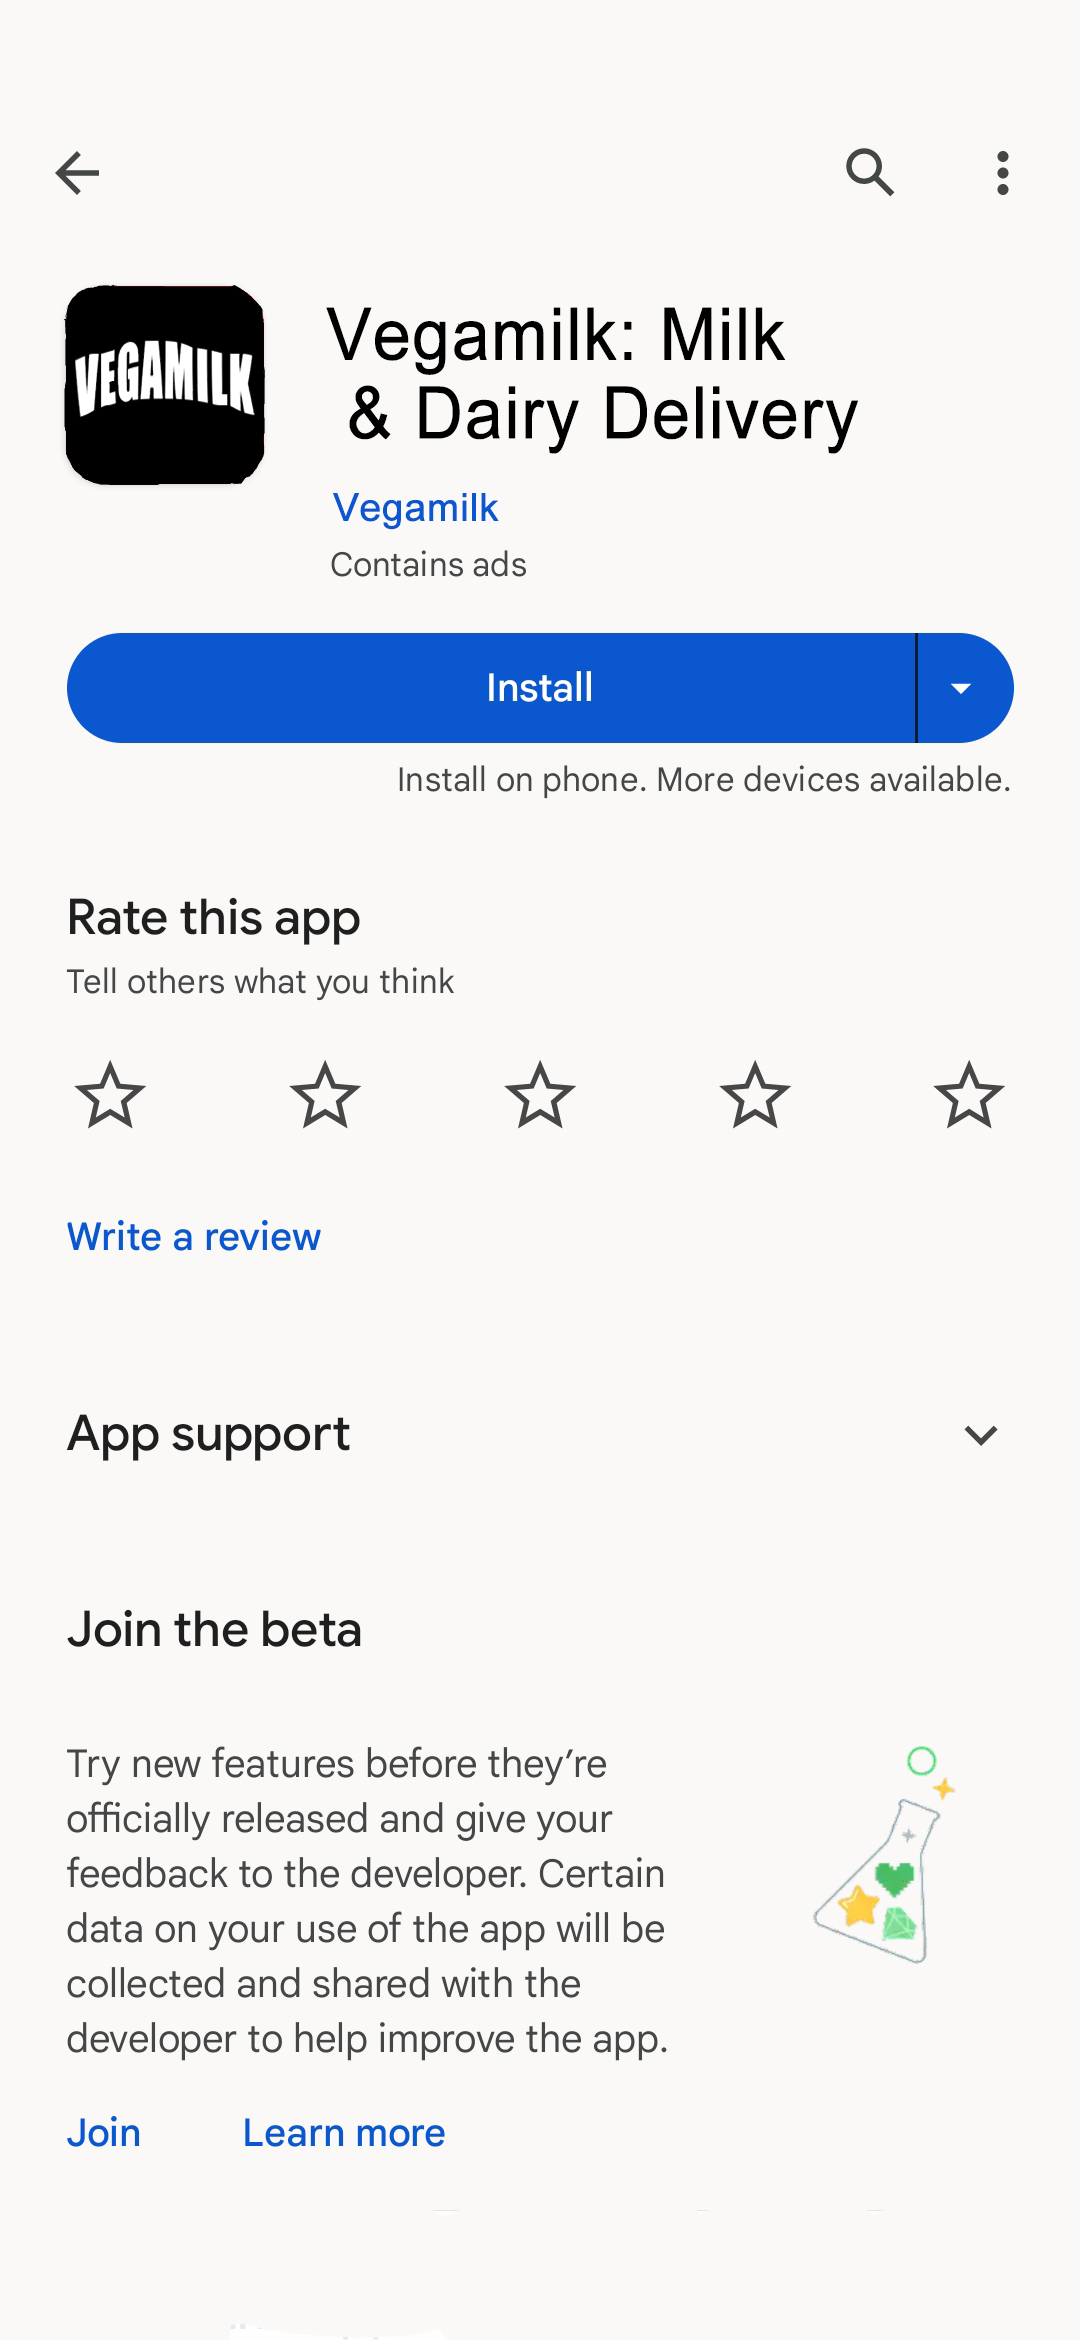 VEGAMILK
Vegamilk: Milk
& Dairy Delivery
Vegamilk
Contains ads
Install
Install on phone. More devices available.
Rate this app
Tell others what you think
Write a review
App support
Join the beta
Try new features before they’re
officially released and give your
feedback to the developer. Certain
data on your use of the app will be
collected and shared with the
developer to help improve the app.
Join Learn more